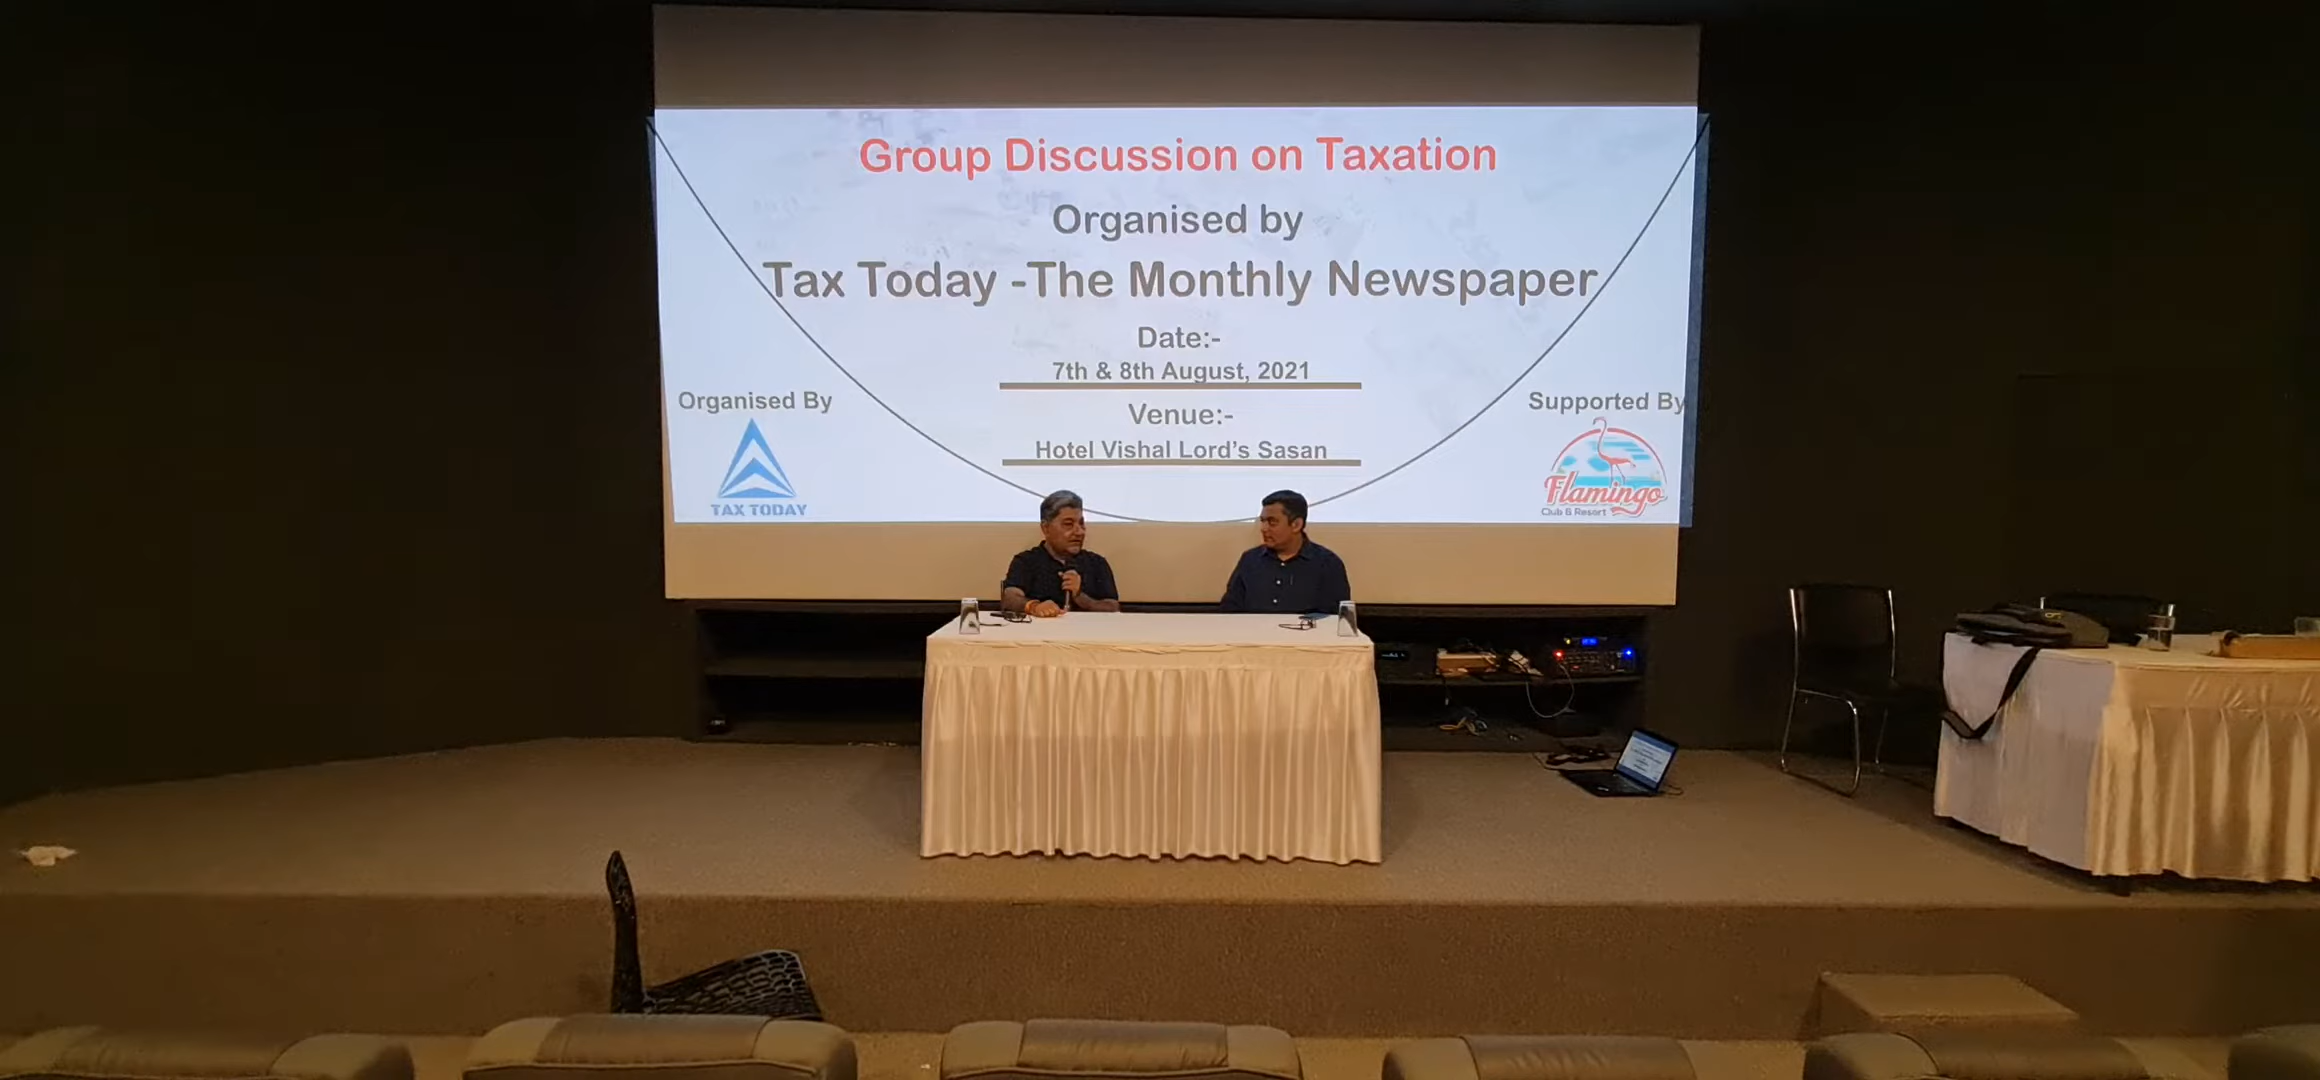 Group Discussion on Taxation
Organised by
Tax Today -The Monthly Newspaper
Date:-
7th & 8th August, 2021
Venue:-
Hotel Vishal Lord's Sasan
Organised By
TAX TODAY
Supported By
Flamingo
Club & Resort